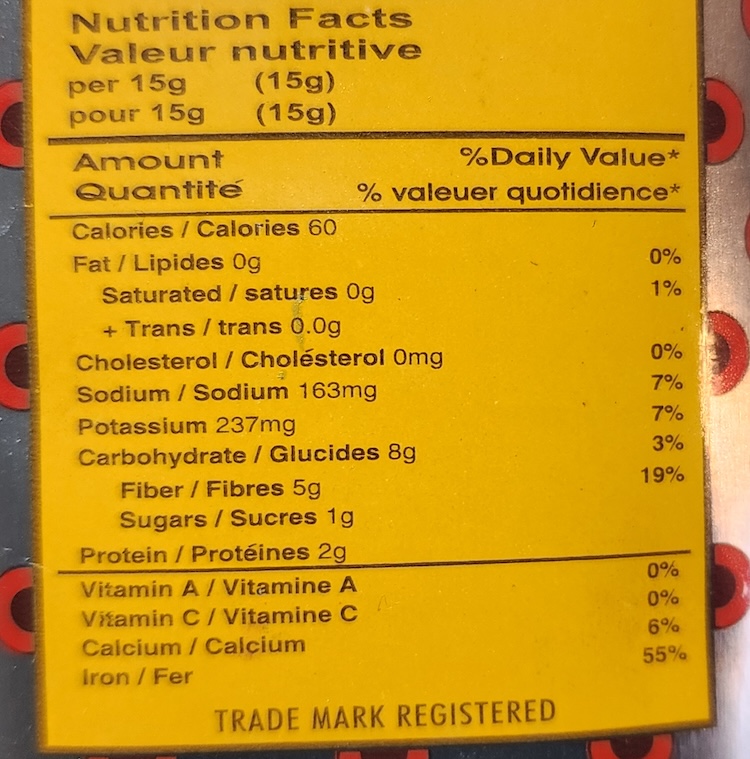 Nutrition Facts
Valeur nutritive
per 15g (15g)
pour 15g (15g)
Amount %Daily Value*
Quantité % valeuer quotidience*
Calories / Calories 60
Fat / Lipides 0g 0%
Saturated / satures 0g 1%
+ Trans / trans 0.0g
Cholesterol / Cholésterol 0mg 0%
Sodium / Sodium 163mg 7%
Potassium 237mg 7%
Carbohydrate / Glucides 8g 3%
Fiber / Fibres 5g 19%
Sugars / Sucres 1g
Protein / Protéines 2g
Vitamin A / Vitamine A 0%
Vitamin C / Vitamine C 0%
Calcium / Calcium 6%
Iron / Fer 55%
TRADE MARK REGISTERED